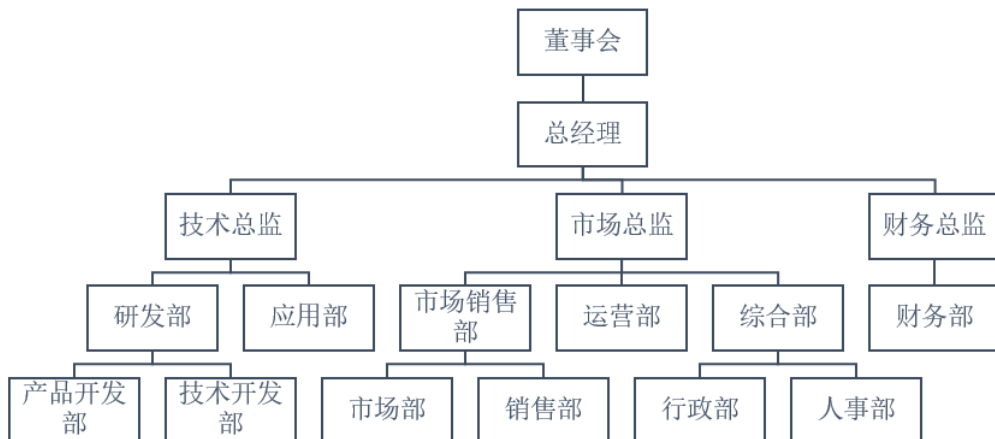 董事会
总经理
技术总监
市场总监
财务总监
研发部
应用部
市场销售
部
运营部
综合部
财务部
产品开发
部
技术开发
部
市场部
销售部
行政部
人事部